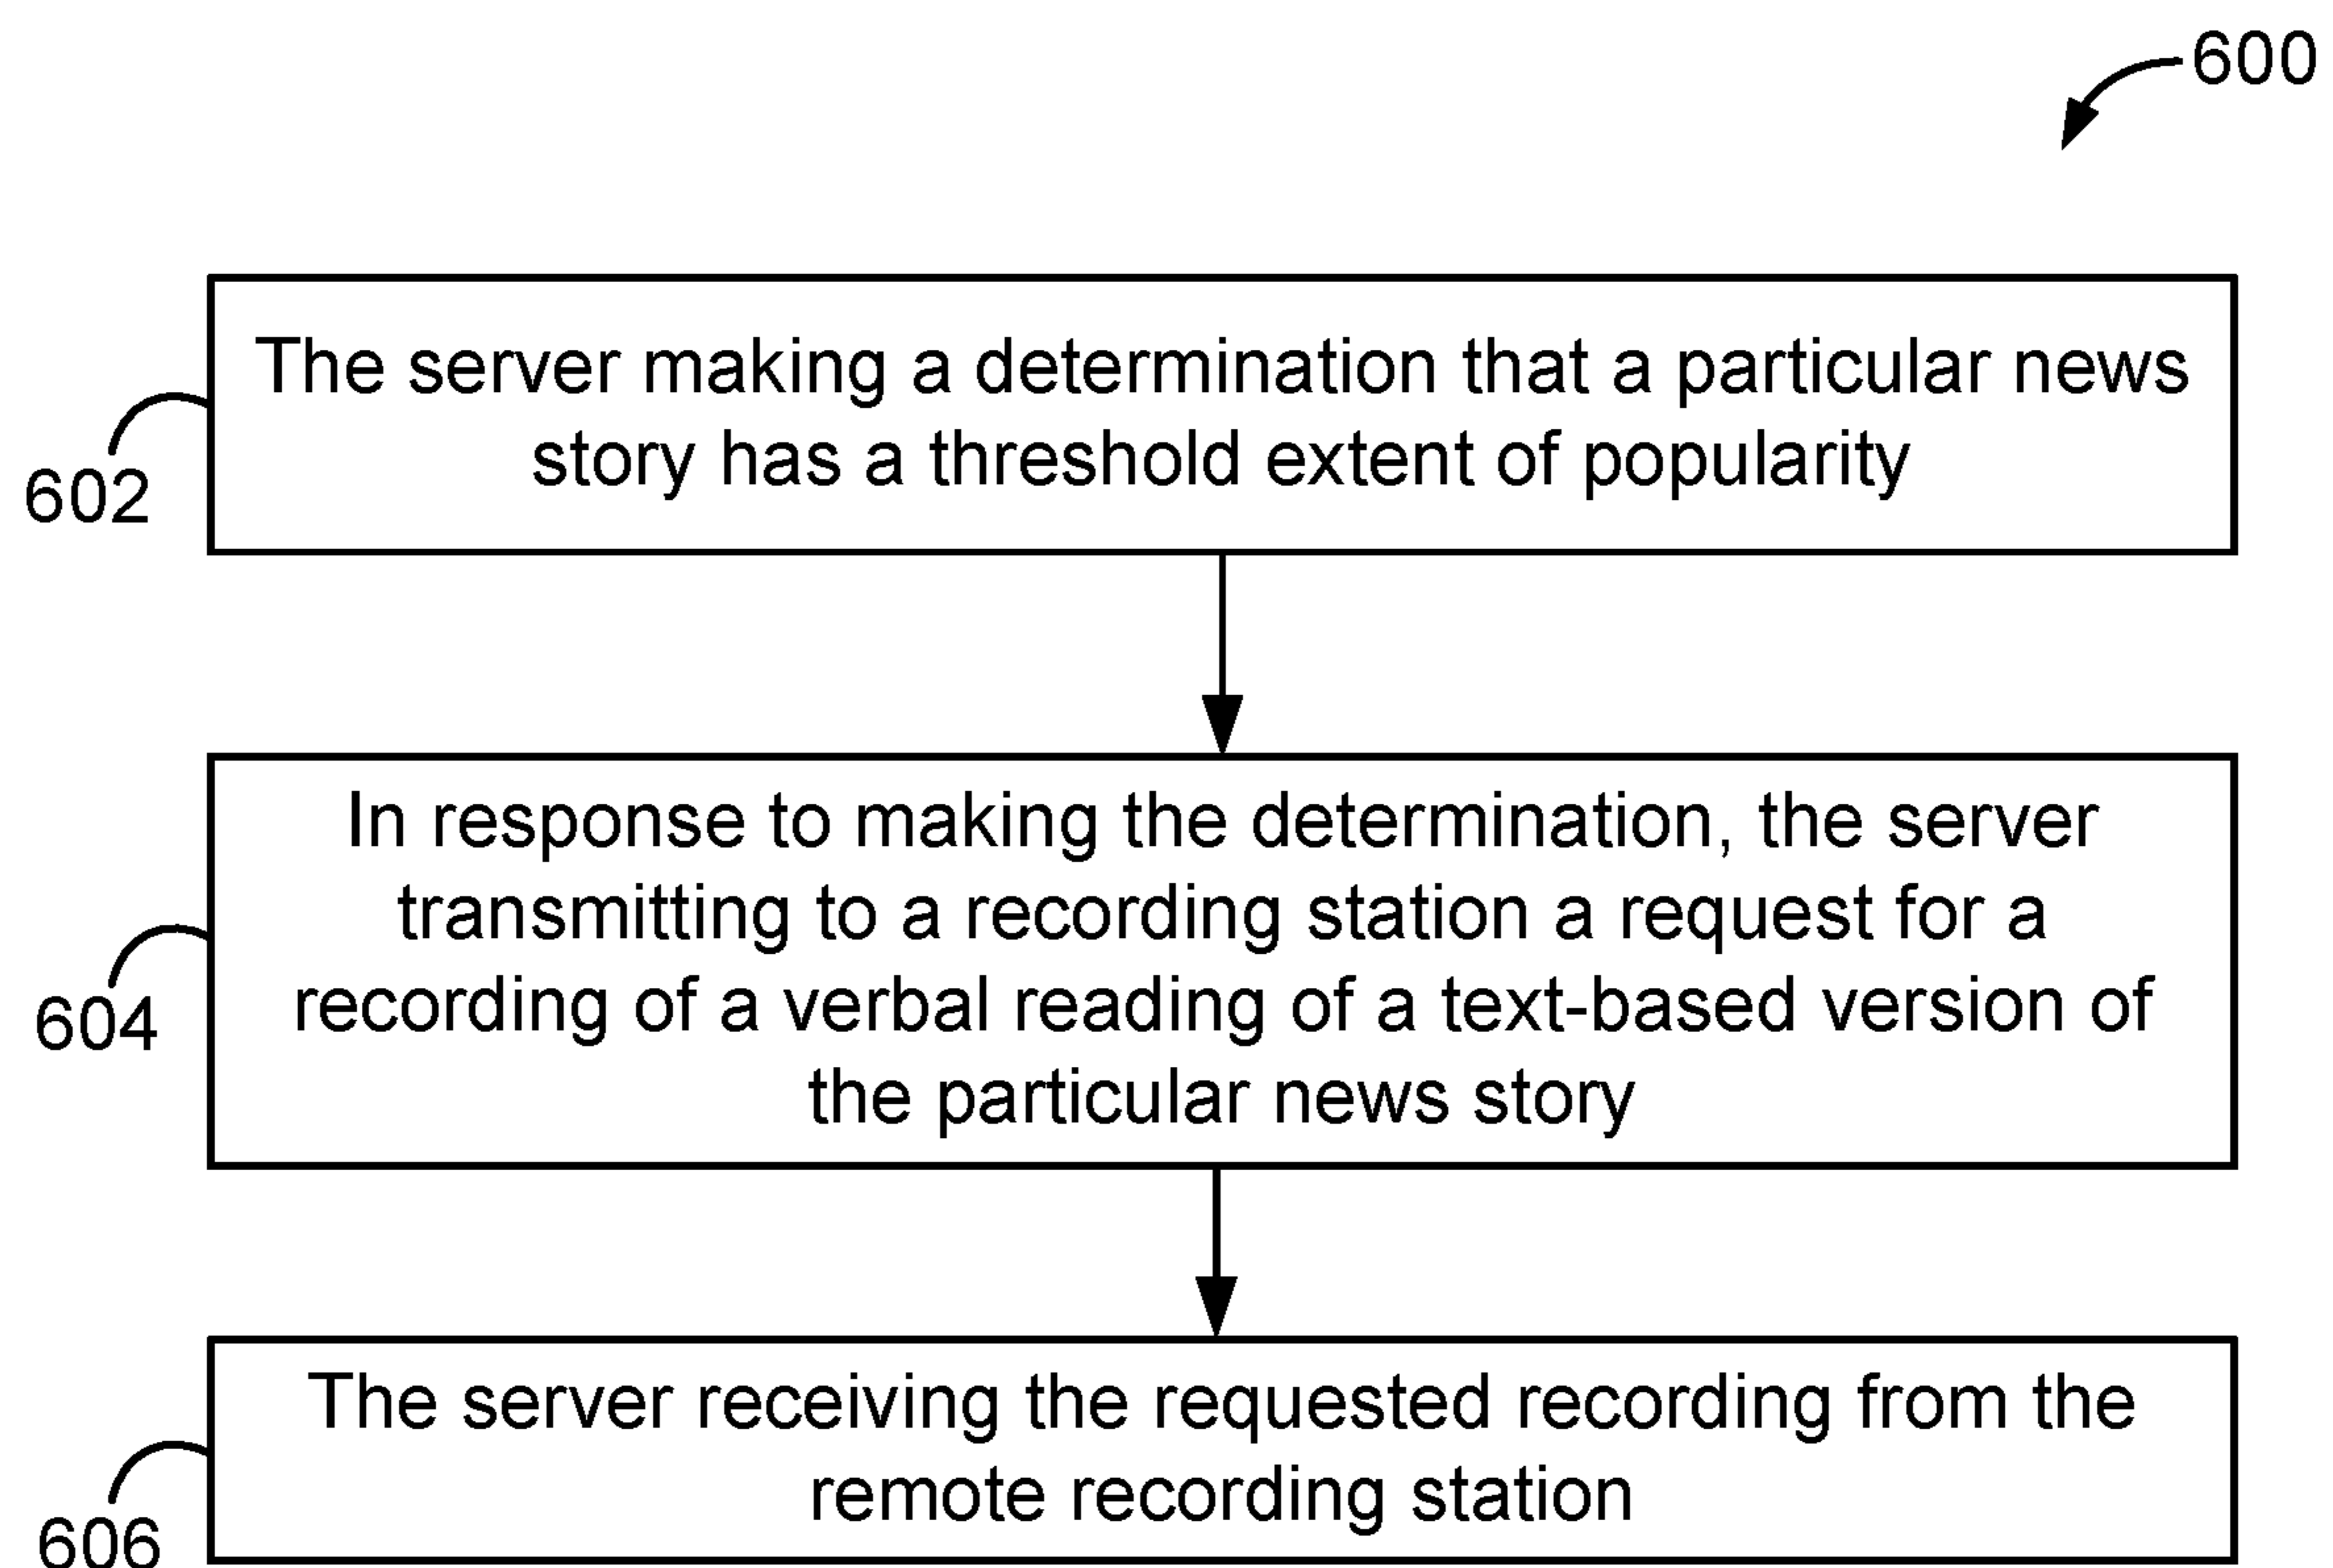 600
The server making a determination that a particular news
story has a threshold extent of popularity
602
In response to making the determination, the server
transmitting to a recording station a request for a
recording of a verbal reading of a text-based version of
the particular news story
604
The server receiving the requested recording from the
remote recording station
606